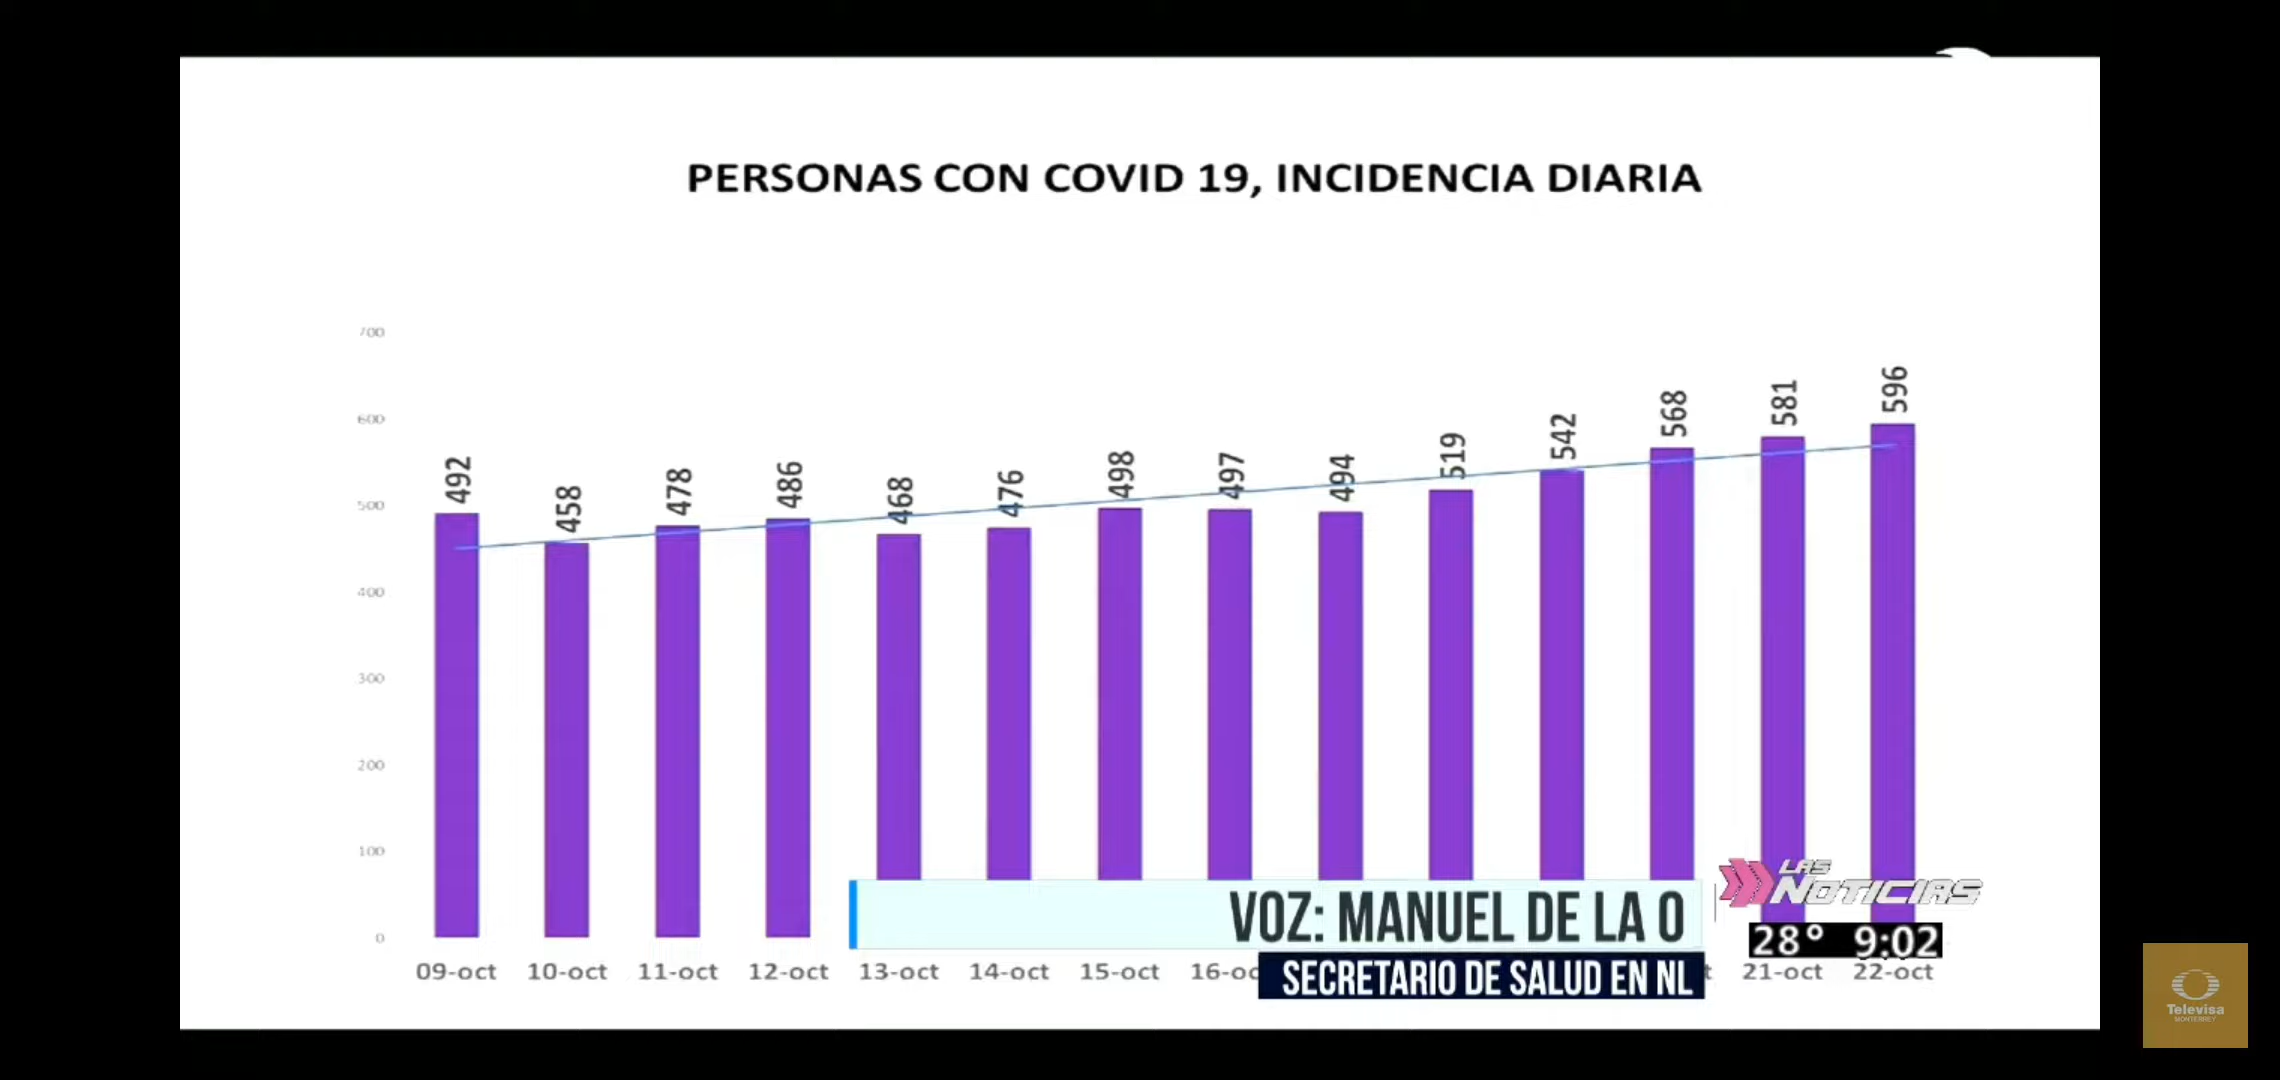 PERSONAS CON COVID 19, INCIDENCIA DIARIA
700
600
500
400
300
200
100
0
492
458
478
486
468
476
498
497
494
519
542
568
581
596
09-oct
10-oct
11-oct
12-oct
13-oct
14-oct
15-oct
16-oc
t
21-oct
22-oct
VOZ: MANUEL DE LA O
SECRETARIO DE SALUD EN NL
LAS
NOTICIAS
28° 9:02
Televisa
MONTERREY